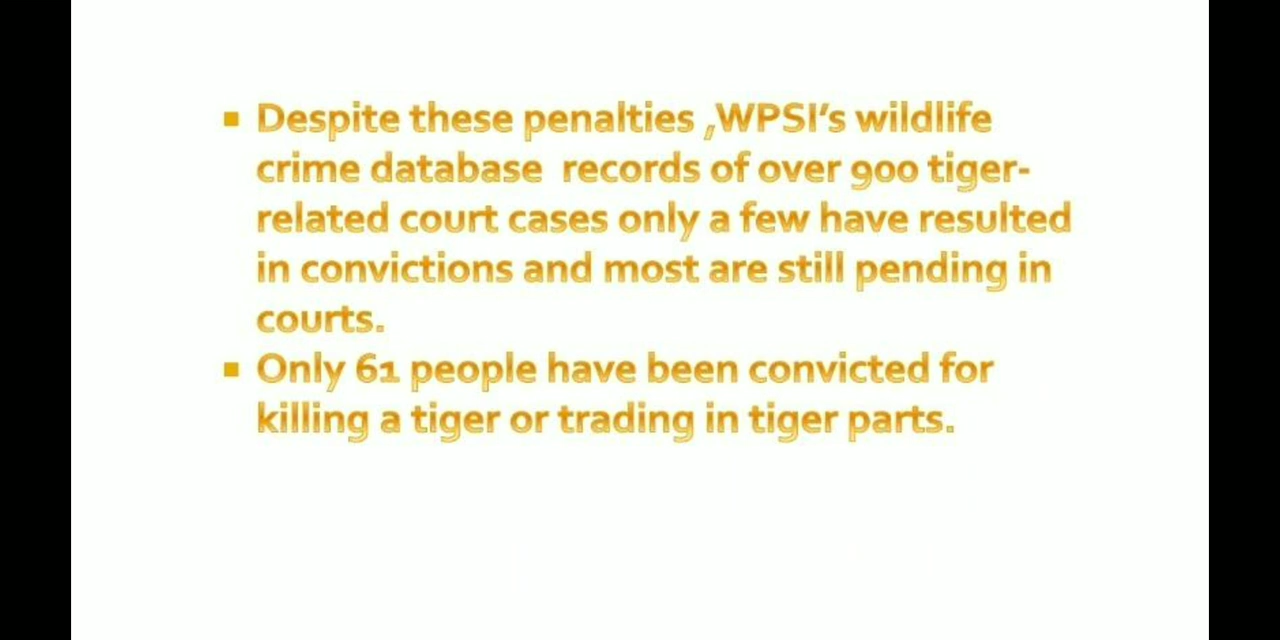 ▪ Despite these penalties ,WPSI's wildlife
crime database  records of over 900 tiger-
related court cases only a few have resulted
in convictions and most are still pending in
courts.
▪ Only 61 people have been convicted for
killing a tiger or trading in tiger parts.